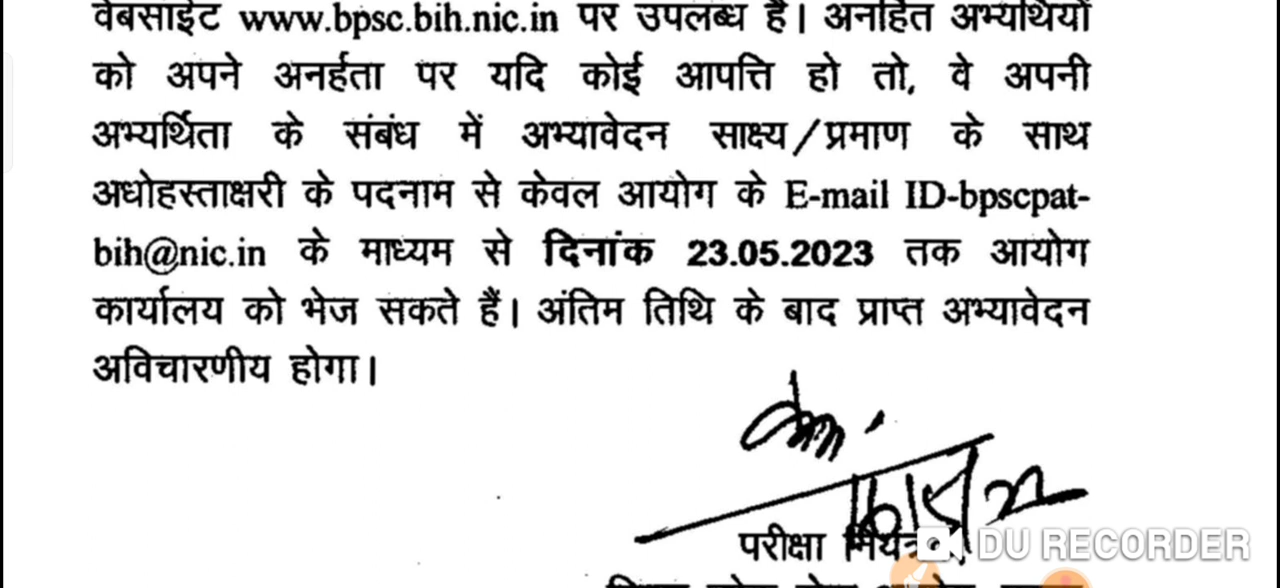 वेबसाईट www.bpsc.bih.nic.in पर उपलब्ध है। अनर्हित अभ्यर्थियों
को अपने अनर्हता पर यदि कोई आपत्ति हो तो, वे अपनी
अभ्यर्थिता के संबंध में अभ्यावेदन साक्ष्य/प्रमाण के साथ
अधोहस्ताक्षरी के पदनाम से केवल आयोग के E-mail ID-bpscpat-
bih@nic.in के माध्यम से दिनांक 23.05.2023 तक आयोग
कार्यालय को भेज सकते हैं। अंतिम तिथि के बाद प्राप्त अभ्यावेदन
अविचारणीय होगा।
परीक्षा
DU RECORDER